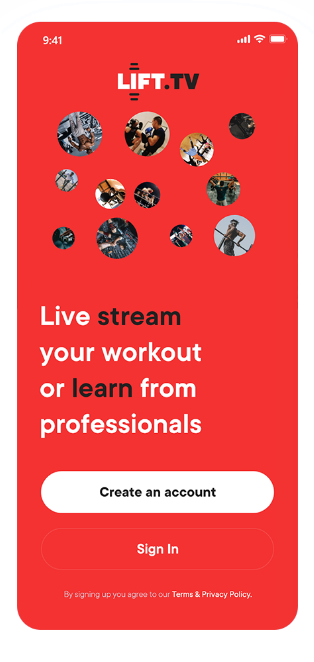 9:41
LIFT.TV
Live stream
your workout
or learn from
professionals
Create an account
Sign In
By signing up you agree to our Terms & Privacy Policy.